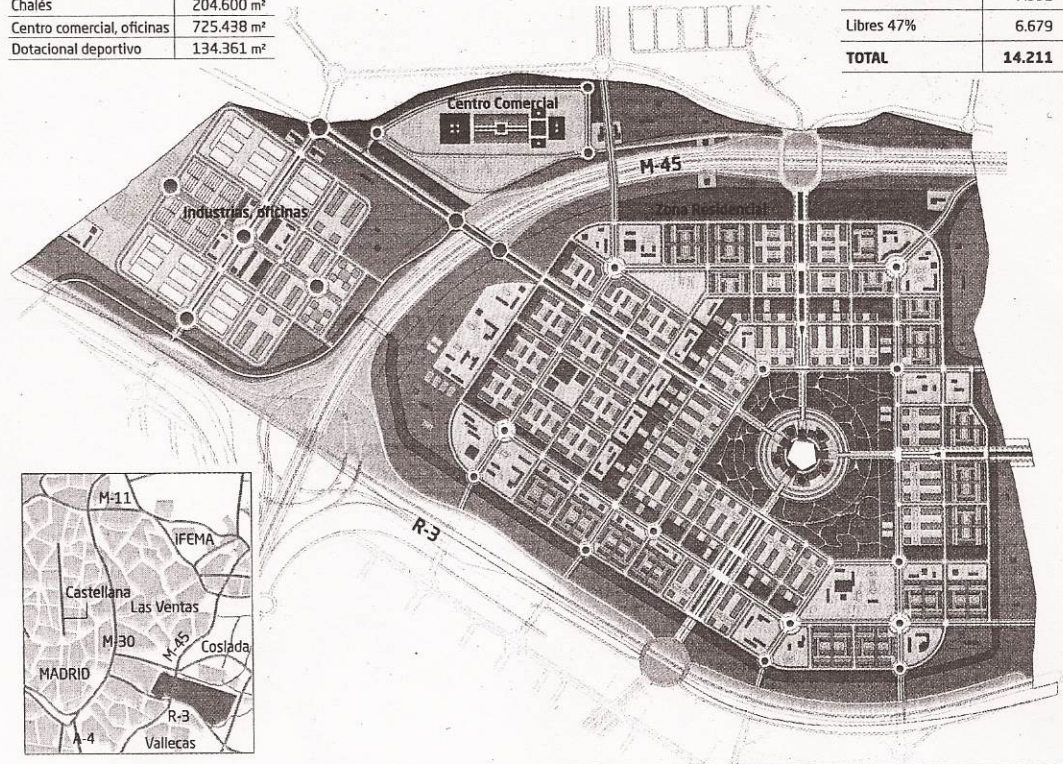 Chalés 204.600 m²
Centro comercial, oficinas 725.438 m²
Dotacional deportivo 134.361 m²
Libres 47% 6.679
TOTAL 14.211
Centro Comercial
M-45
Industrias, oficinas
Zona Residencial
R-3
M-11
iFEMA
Castellana
Las Ventas
M-30
M-45
Coslada
MADRID
R-3
A-4
Vallecas